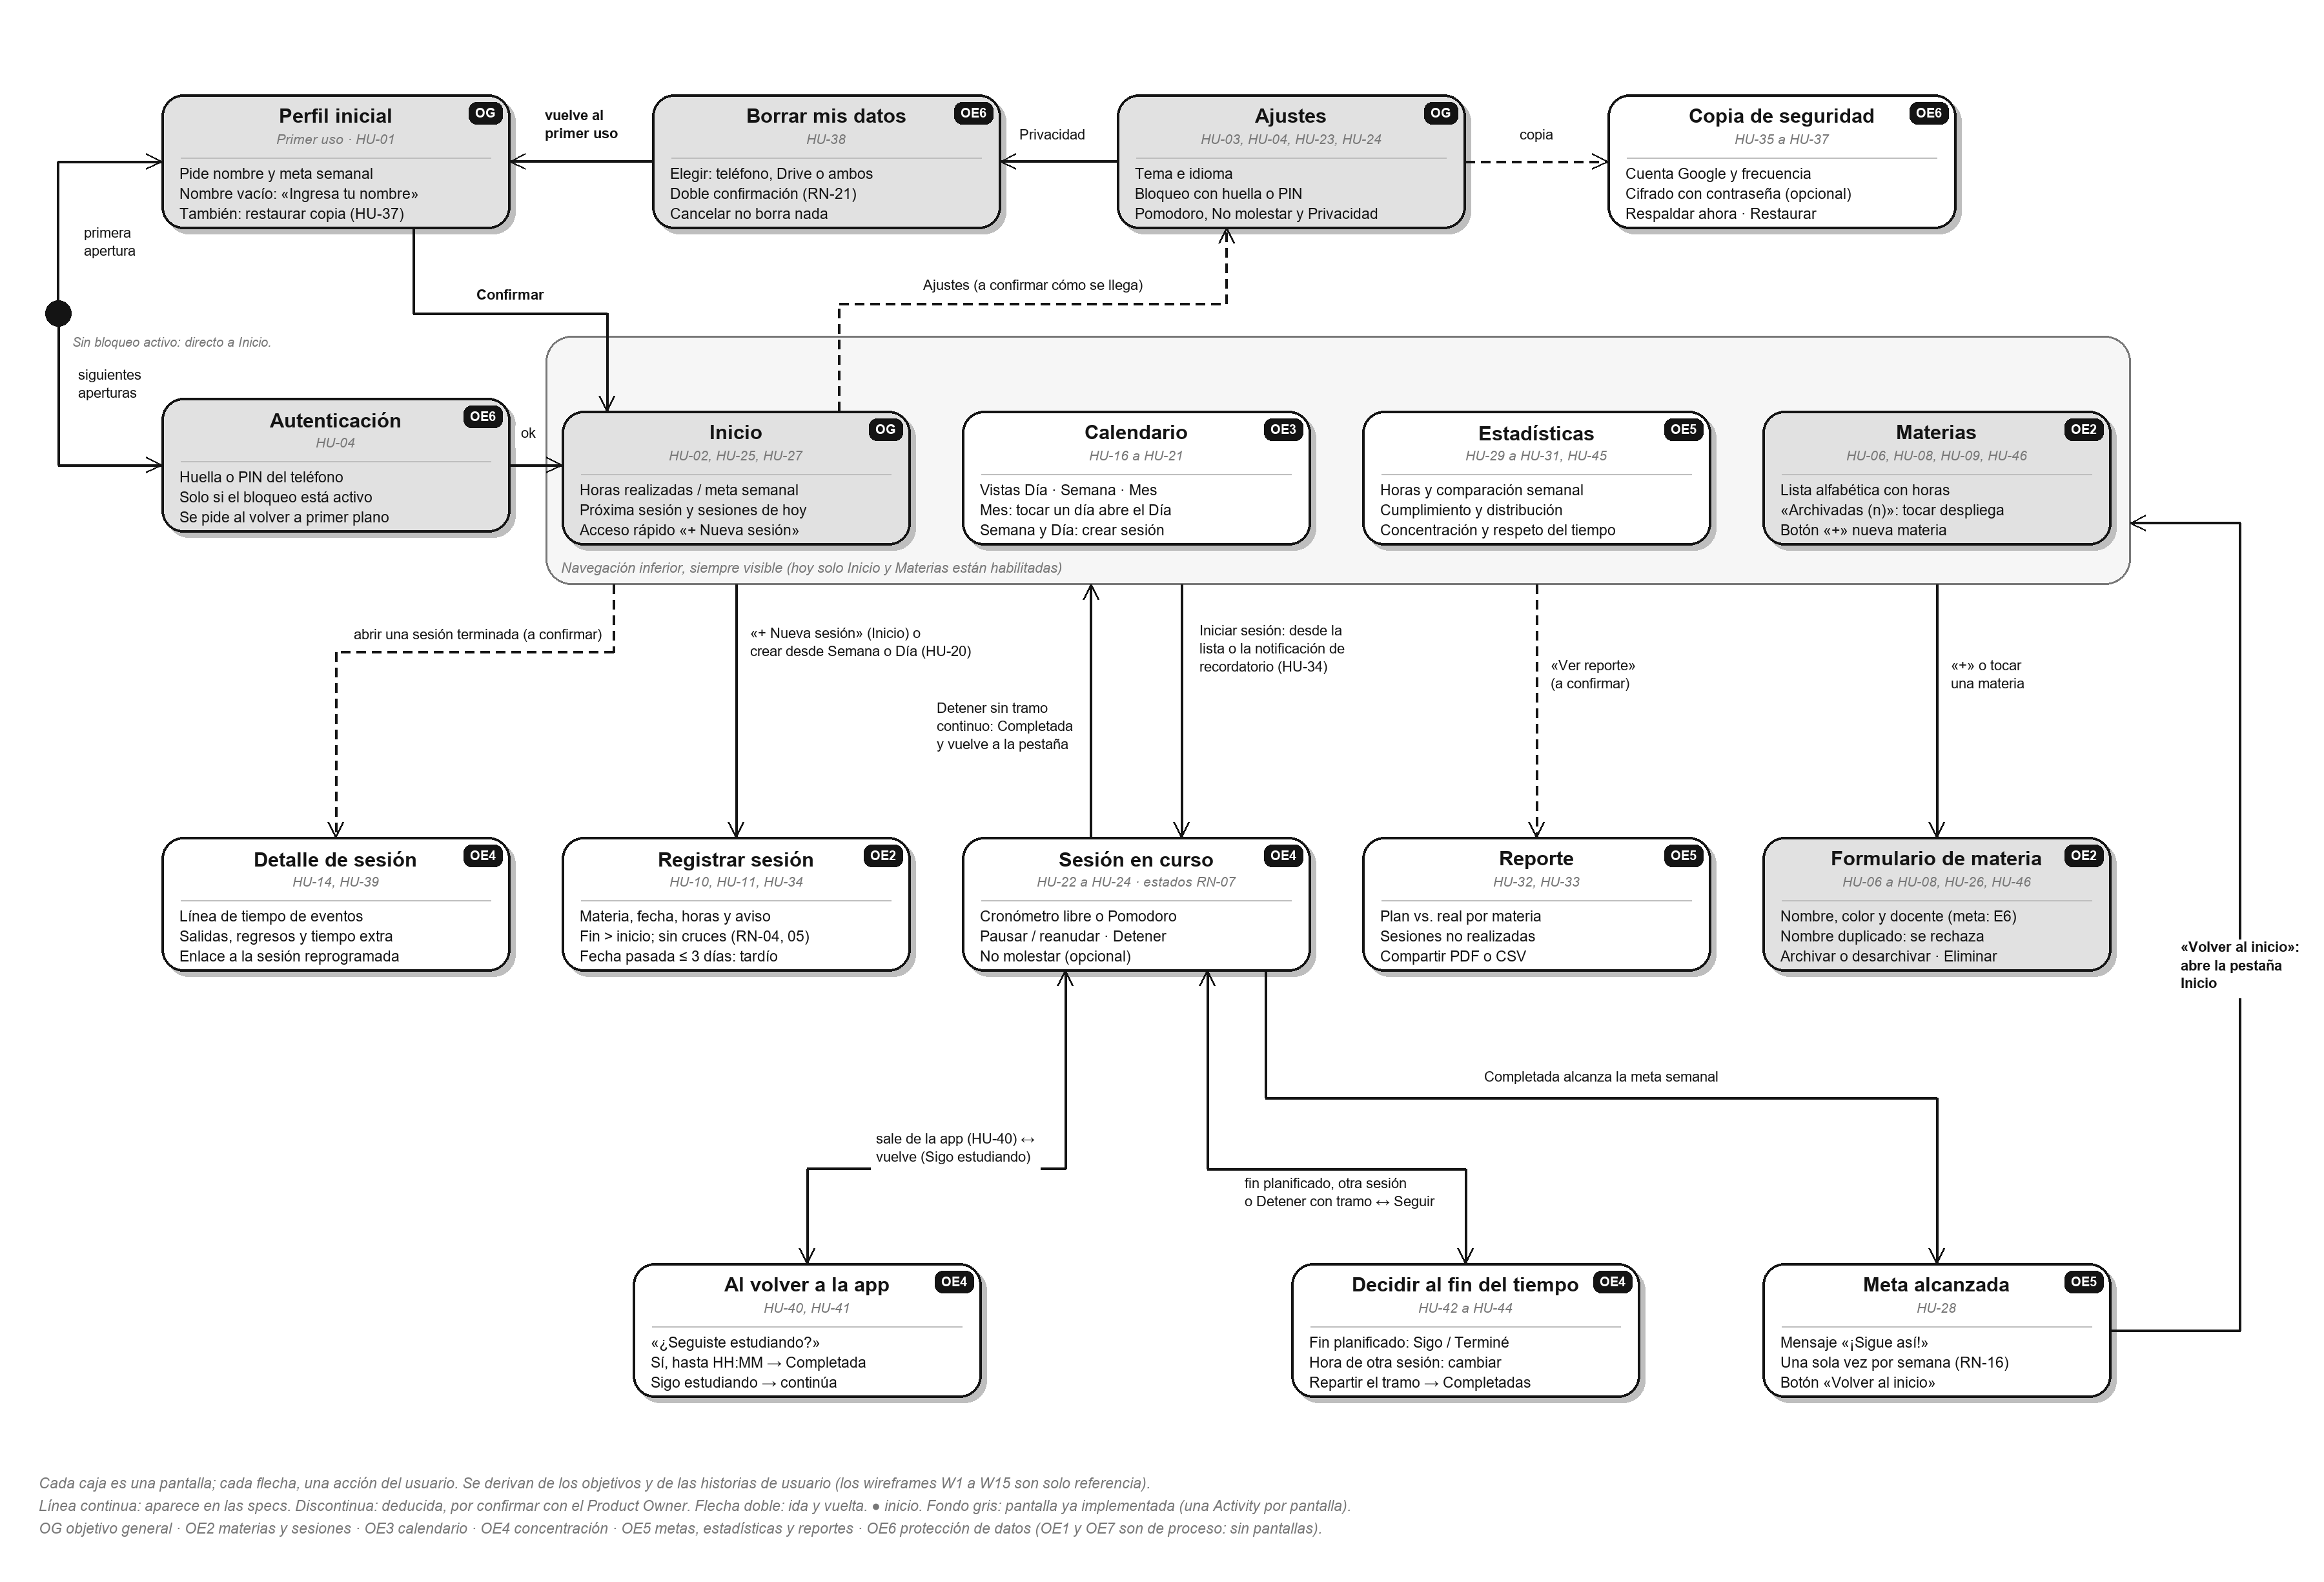 Perfil inicial
OG
Primer uso · HU-01
Pide nombre y meta semanal
Nombre vacío: «Ingresa tu nombre»
También: restaurar copia (HU-37)
vuelve al
primer uso
Borrar mis datos
OE6
HU-38
Elegir: teléfono, Drive o ambos
Doble confirmación (RN-21)
Cancelar no borra nada
Privacidad
Ajustes
OG
HU-03, HU-04, HU-23, HU-24
Tema e idioma
Bloqueo con huella o PIN
Pomodoro, No molestar y Privacidad
copia
Copia de seguridad
OE6
HU-35 a HU-37
Cuenta Google y frecuencia
Cifrado con contraseña (opcional)
Respaldar ahora · Restaurar
primera
apertura
Confirmar
Ajustes (a confirmar cómo se llega)
Sin bloqueo activo: directo a Inicio.
siguientes
aperturas
Autenticación
OE6
HU-04
Huella o PIN del teléfono
Solo si el bloqueo está activo
Se pide al volver a primer plano
ok
Inicio
OG
HU-02, HU-25, HU-27
Horas realizadas / meta semanal
Próxima sesión y sesiones de hoy
Acceso rápido «+ Nueva sesión»
Calendario
OE3
HU-16 a HU-21
Vistas Día · Semana · Mes
Mes: tocar un día abre el Día
Semana y Día: crear sesión
Estadísticas
OE5
HU-29 a HU-31, HU-45
Horas y comparación semanal
Cumplimiento y distribución
Concentración y respeto del tiempo
Materias
OE2
HU-06, HU-08, HU-09, HU-46
Lista alfabética con horas
«Archivadas (n)»: tocar despliega
Botón «+» nueva materia
Navegación inferior, siempre visible (hoy solo Inicio y Materias están habilitadas)
abrir una sesión terminada (a confirmar)
«+ Nueva sesión» (Inicio) o
crear desde Semana o Día (HU-20)
Detener sin tramo
continuo: Completada
y vuelve a la pestaña
Iniciar sesión: desde la
lista o la notificación de
recordatorio (HU-34)
«Ver reporte»
(a confirmar)
«+» o tocar
una materia
Detalle de sesión
OE4
HU-14, HU-39
Línea de tiempo de eventos
Salidas, regresos y tiempo extra
Enlace a la sesión reprogramada
Registrar sesión
OE2
HU-10, HU-11, HU-34
Materia, fecha, horas y aviso
Fin > inicio; sin cruces (RN-04, 05)
Fecha pasada ≤ 3 días: tardío
Sesión en curso
OE4
HU-22 a HU-24 · estados RN-07
Cronómetro libre o Pomodoro
Pausar / reanudar · Detener
No molestar (opcional)
Reporte
OE5
HU-32, HU-33
Plan vs. real por materia
Sesiones no realizadas
Compartir PDF o CSV
Formulario de materia
OE2
HU-06 a HU-08, HU-26, HU-46
Nombre, color y docente (meta: E6)
Nombre duplicado: se rechaza
Archivar o desarchivar · Eliminar
«Volver al inicio»:
abre la pestaña
Inicio
Completada alcanza la meta semanal
sale de la app (HU-40) ↔
vuelve (Sigo estudiando)
fin planificado, otra sesión
o Detener con tramo ↔ Seguir
Al volver a la app
OE4
HU-40, HU-41
«¿Seguiste estudiando?»
Sí, hasta HH:MM → Completada
Sigo estudiando → continúa
Decidir al fin del tiempo
OE4
HU-42 a HU-44
Fin planificado: Sigo / Terminé
Hora de otra sesión: cambiar
Repartir el tramo → Completadas
Meta alcanzada
OE5
HU-28
Mensaje «¡Sigue así!»
Una sola vez por semana (RN-16)
Botón «Volver al inicio»
Cada caja es una pantalla; cada flecha, una acción del usuario. Se derivan de los objetivos y de las historias de usuario (los wireframes W1 a W15 son solo referencia).
Línea continua: aparece en las specs. Discontinua: deducida, por confirmar con el Product Owner. Flecha doble: ida y vuelta. ● inicio. Fondo gris: pantalla ya implementada (una Activity por pantalla).
OG objetivo general · OE2 materias y sesiones · OE3 calendario · OE4 concentración · OE5 metas, estadísticas y reportes · OE6 protección de datos (OE1 y OE7 son de proceso: sin pantallas).